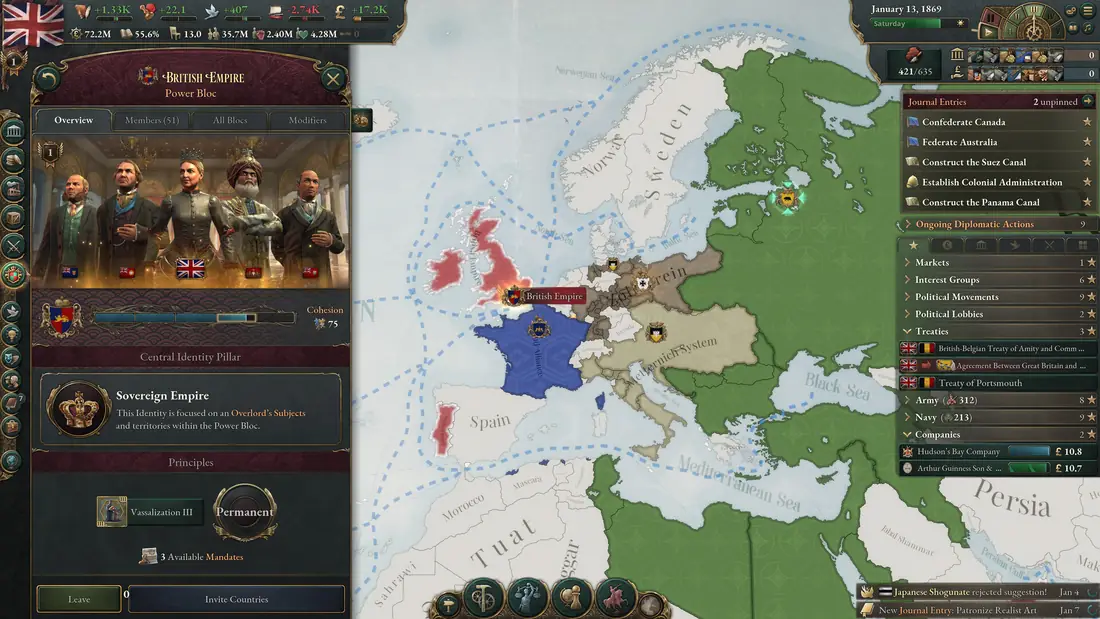 +1.33K +22.1 +407 -2.74K +17.2K
72.2M 55.6% 13.0 35.7M 2.40M 4.28M 0
January 13, 1869
Saturday
421/635
0
0
1
British Empire
Power Bloc
Overview Members (51) All Blocs Modifiers
1
Cohesion
75
Central Identity Pillar
Sovereign Empire
This Identity is focused on an Overlord's Subjects
and territories within the Power Bloc.
Principles
Vassalization III
Permanent
3 Available Mandates
Leave
0
Invite Countries
Norwegian Sea
Norway
Sweden
British Empire
Spain
Black Sea
Mediterranean Sea
Morocco
Tuat
Persia
Jabal Shammar
Journal Entries 2 unpinned
Confederate Canada
Federate Australia
Construct the Suez Canal
Establish Colonial Administration
Construct the Panama Canal
Ongoing Diplomatic Actions 9
Markets 1
Interest Groups 6
Political Movements 9
Political Lobbies 2
Treaties 3
British-Belgian Treaty of Amity and Comm ...
Agreement Between Great Britain and ...
Treaty of Portsmouth
Army (312) 8
Navy (213) 9
Companies 2
Hudson's Bay Company £ 10.8
Arthur Guinness Son & ... £ 10.7
Japanese Shogunate rejected suggestion! Jan 4
New Journal Entry: Patronize Realist Art Jan 7